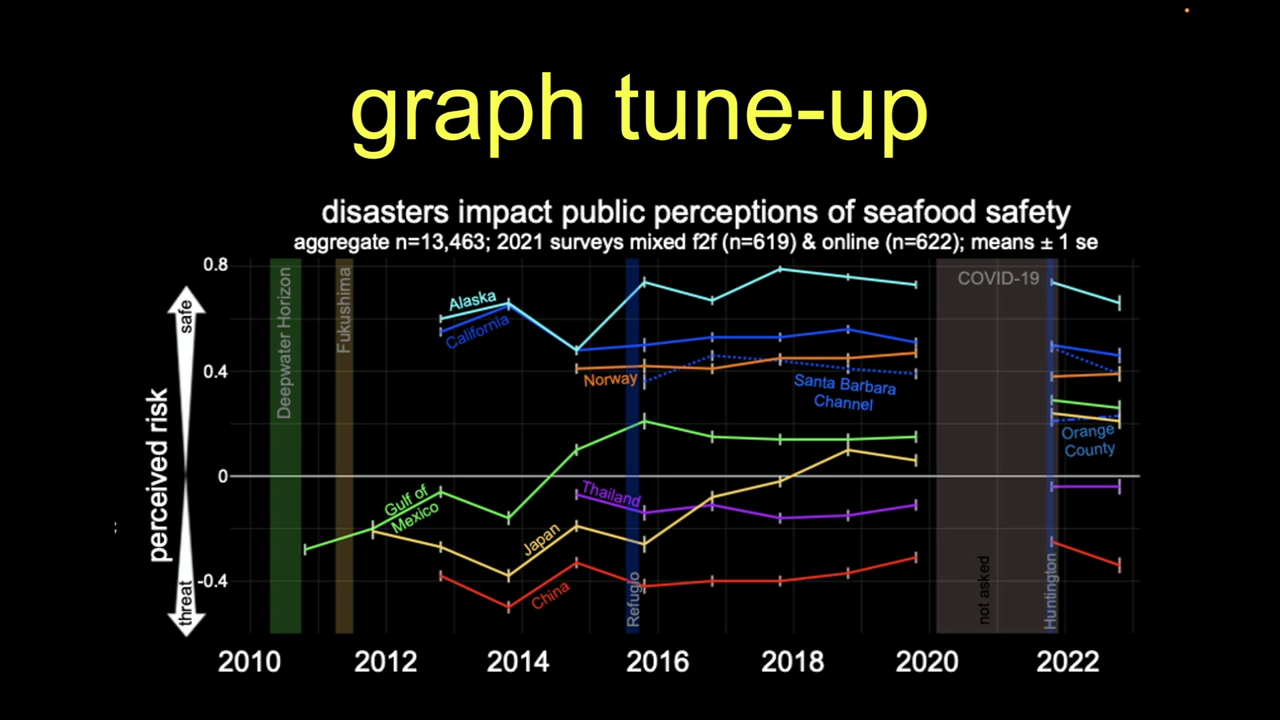 graph tune-up
disasters impact public perceptions of seafood safety
aggregate n=13,463; 2021 surveys mixed f2f (n=619) & online (n=622); means ± 1 se
0.8
0.4
0
-0.4
perceived risk
safe
threat
Deepwater Horizon
Fukushima
Alaska
California
Norway
Santa Barbara
Channel
Gulf of
Mexico
Japan
China
Thailand
Refugio
COVID-19
not asked
Huntington
Orange
County
2010
2012
2014
2016
2018
2020
2022